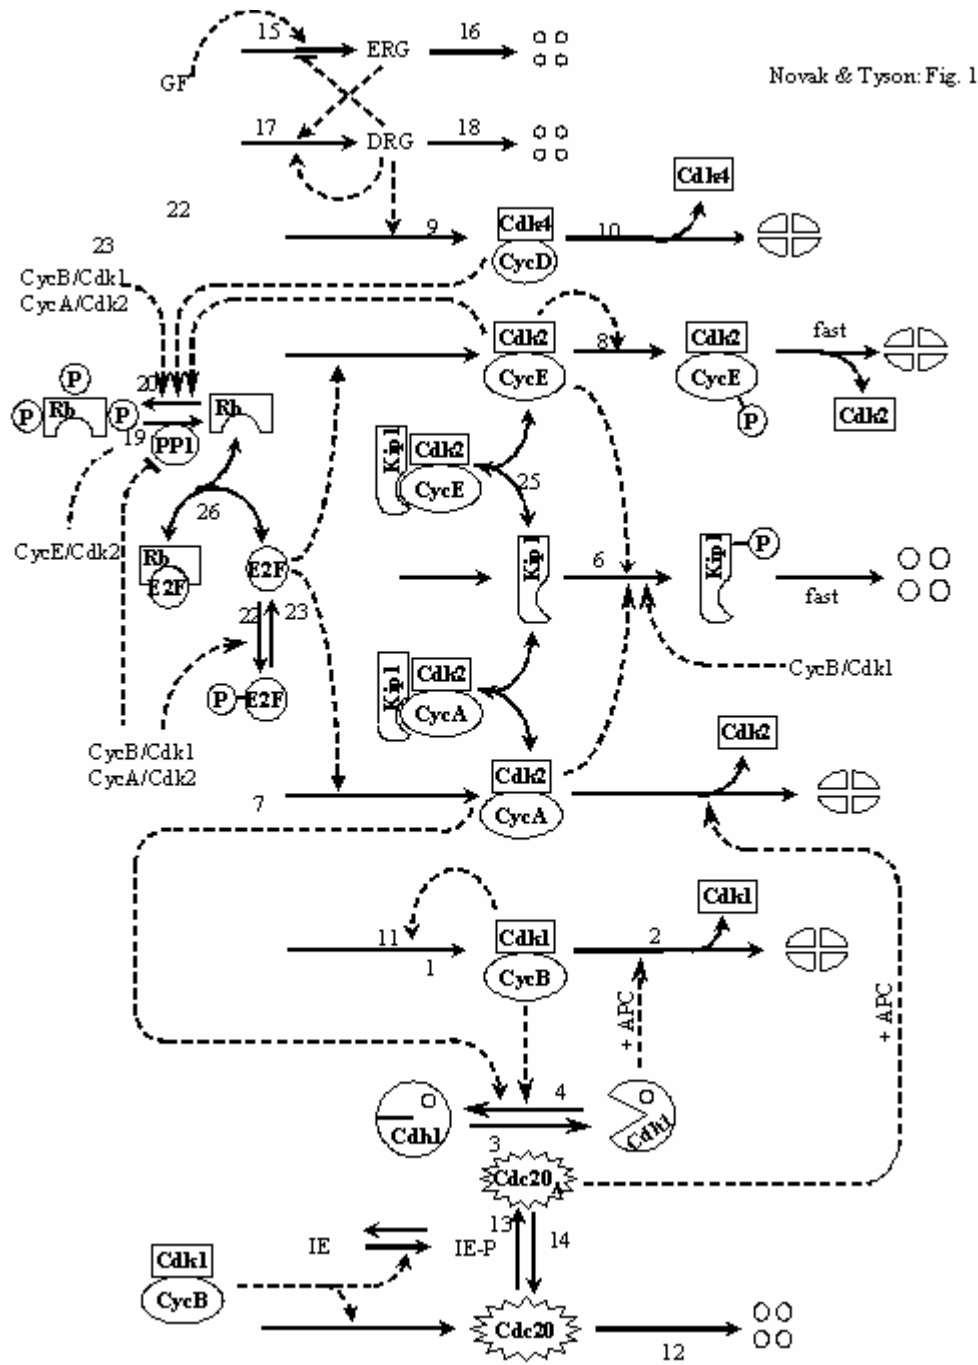 15
16
ERG
GF
Novak & Tyson: Fig. 1
17
18
DRG
Cdk4
22
9
Cdk4
10
23
CycD
CycB/Cdk1
CycA/Cdk2
Cdk2
8
Cdk2
fast
P
20
CycE
CycE
P
Rb
P
Rb
P
Cdk2
19
PP1
Kip1
Cdk2
CycE
25
26
CycE/Cdk2
Rb
E2F
E2F
Kip1
6
Kip1
P
fast
22
23
P
E2F
Kip1
Cdk2
CycA
CycB/Cdk1
CycB/Cdk1
CycA/Cdk2
Cdk2
Cdk2
7
CycA
Cdk1
11
Cdk1
2
1
CycB
+ APC
+ APC
4
Cdh1
Cdh1
3
Cdc20A
13
14
IE
IE-P
Cdk1
CycB
Cdc20
12